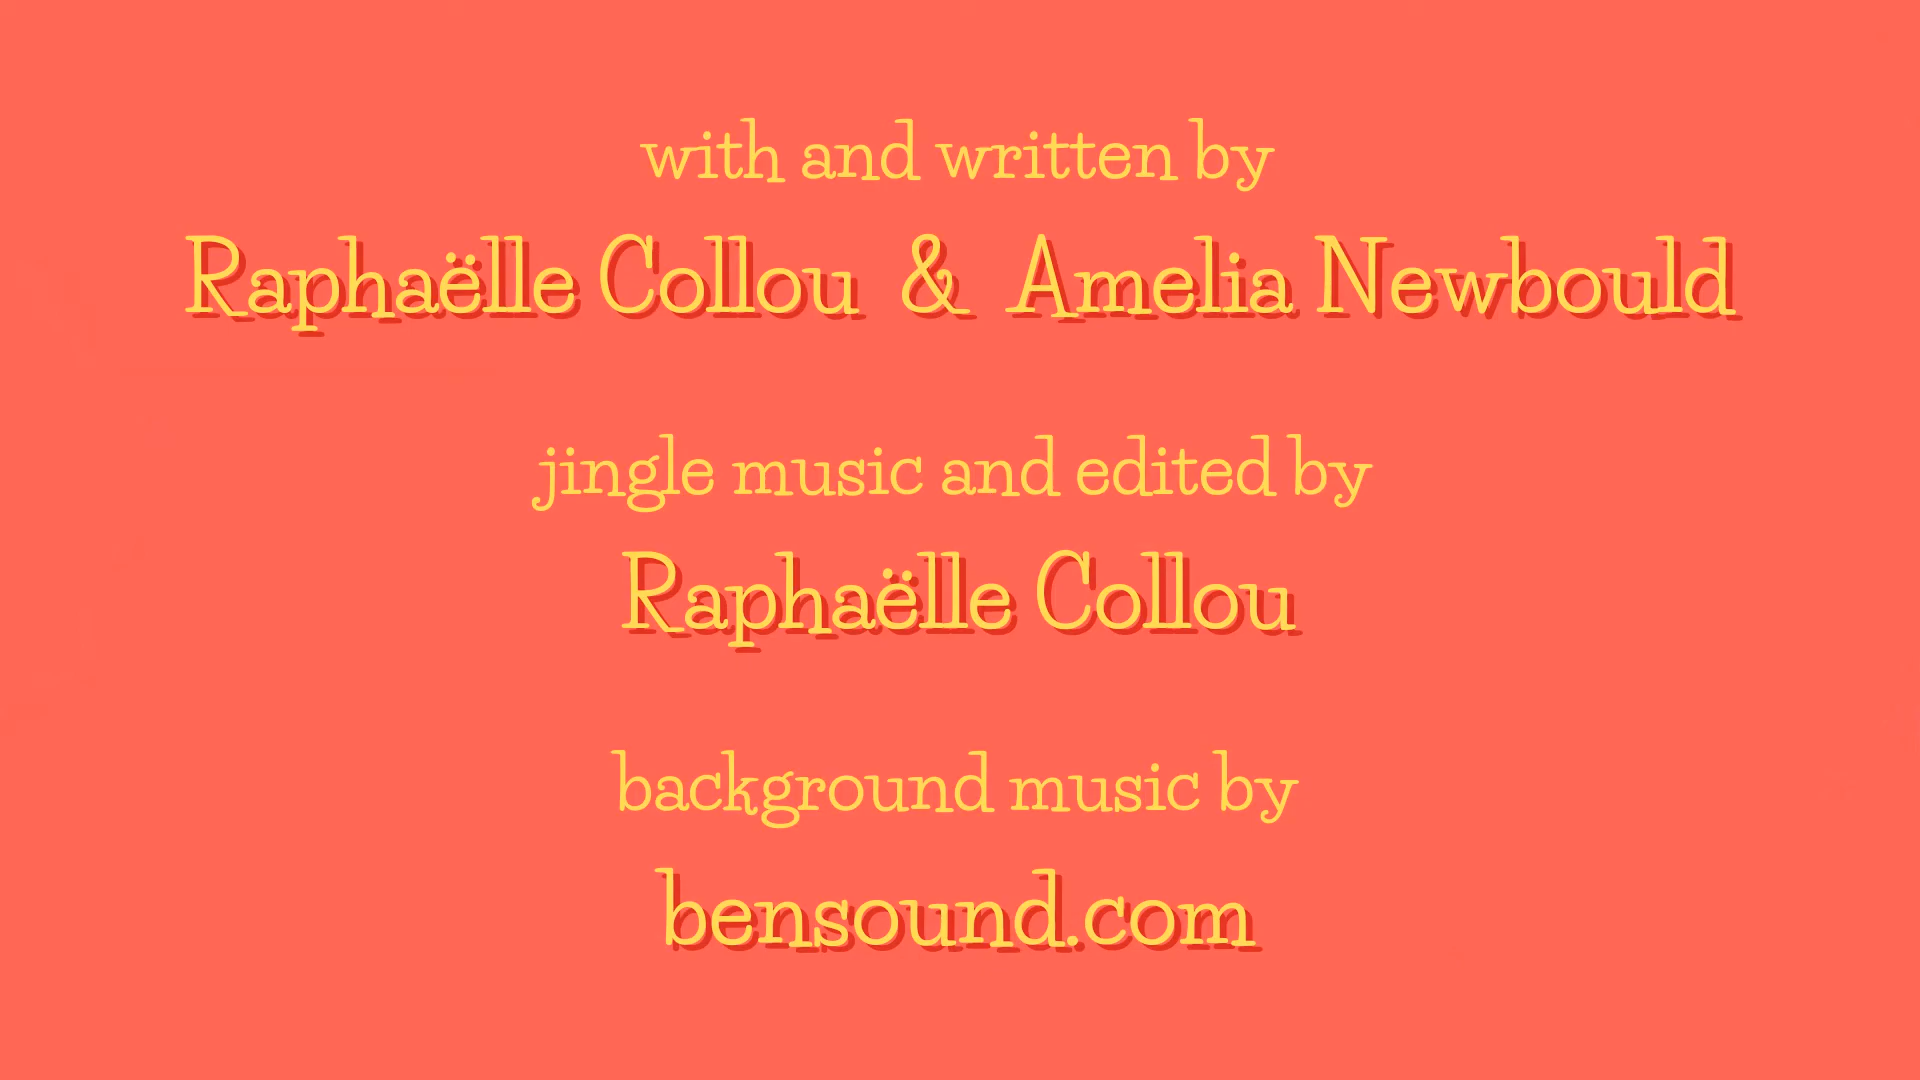 with and written by
Raphaëlle Collou & Amelia Newbould
jingle music and edited by
Raphaëlle Collou
background music by
bensound.com